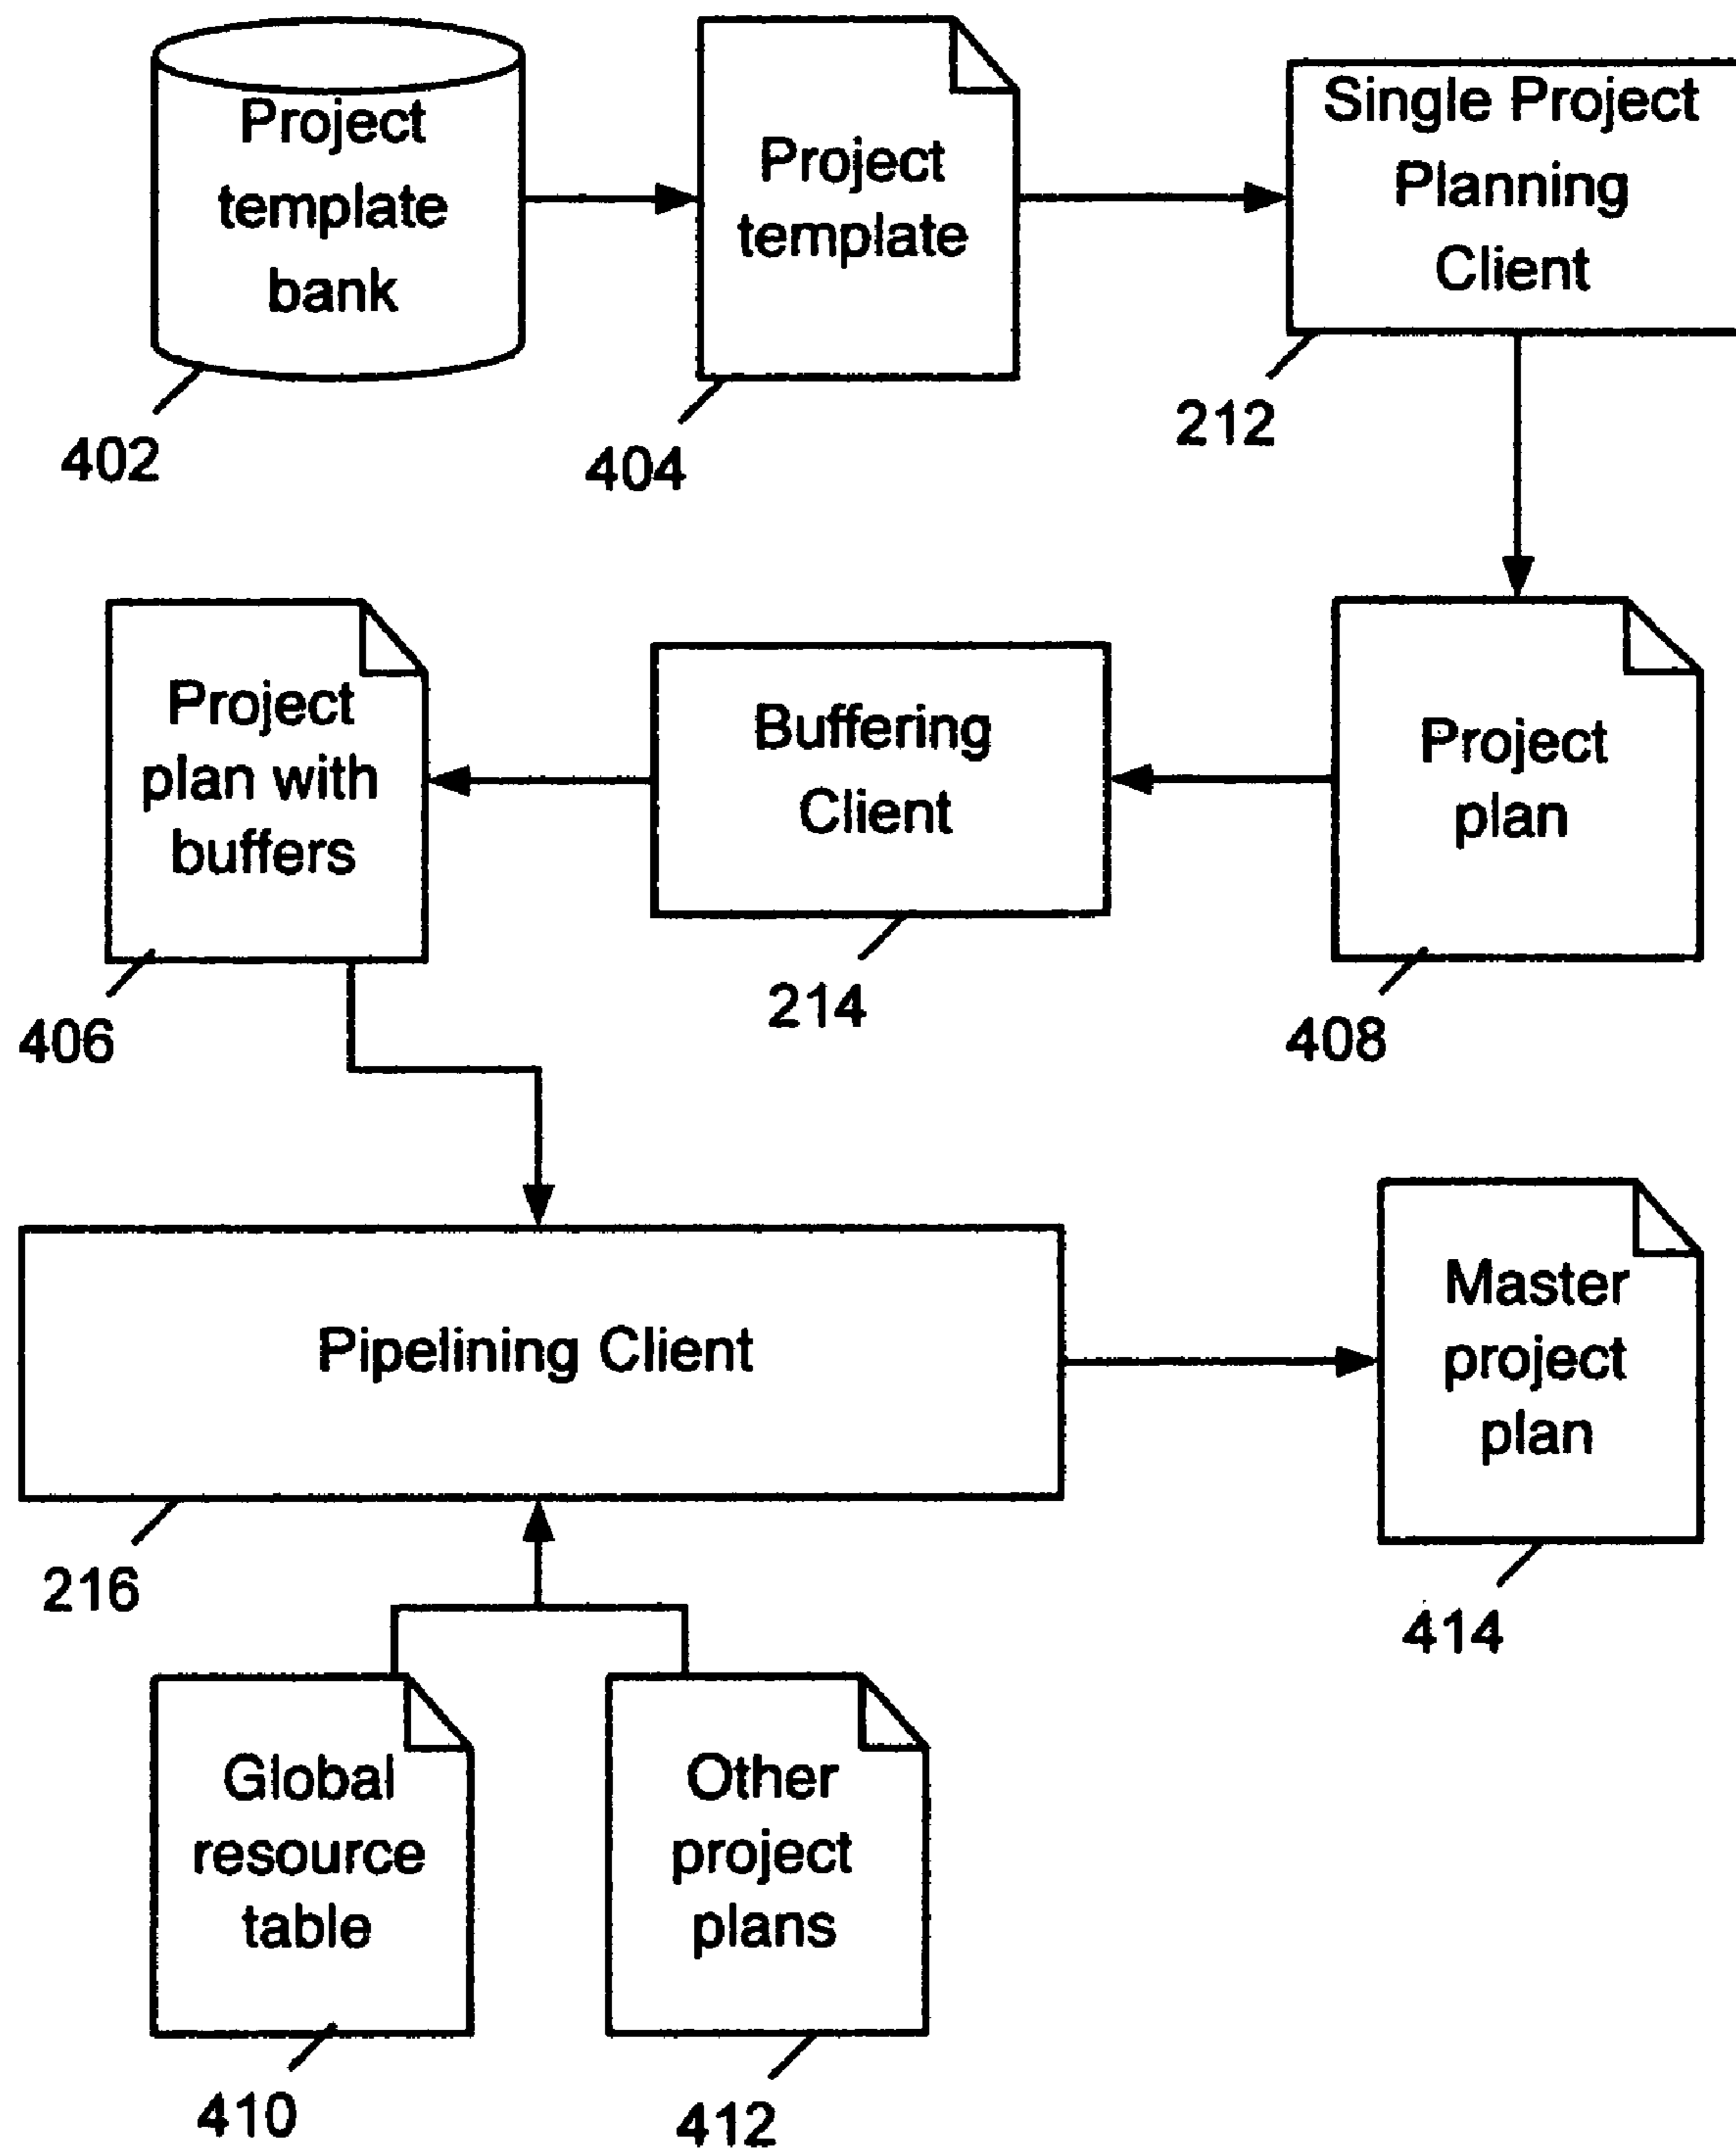 Project
template
bank
402
Project
template
404
Single Project
Planning
Client
212
Project
plan with
buffers
406
Buffering
Client
214
Project
plan
408
Pipelining Client
216
Master
project
plan
414
Global
resource
table
410
Other
project
plans
412